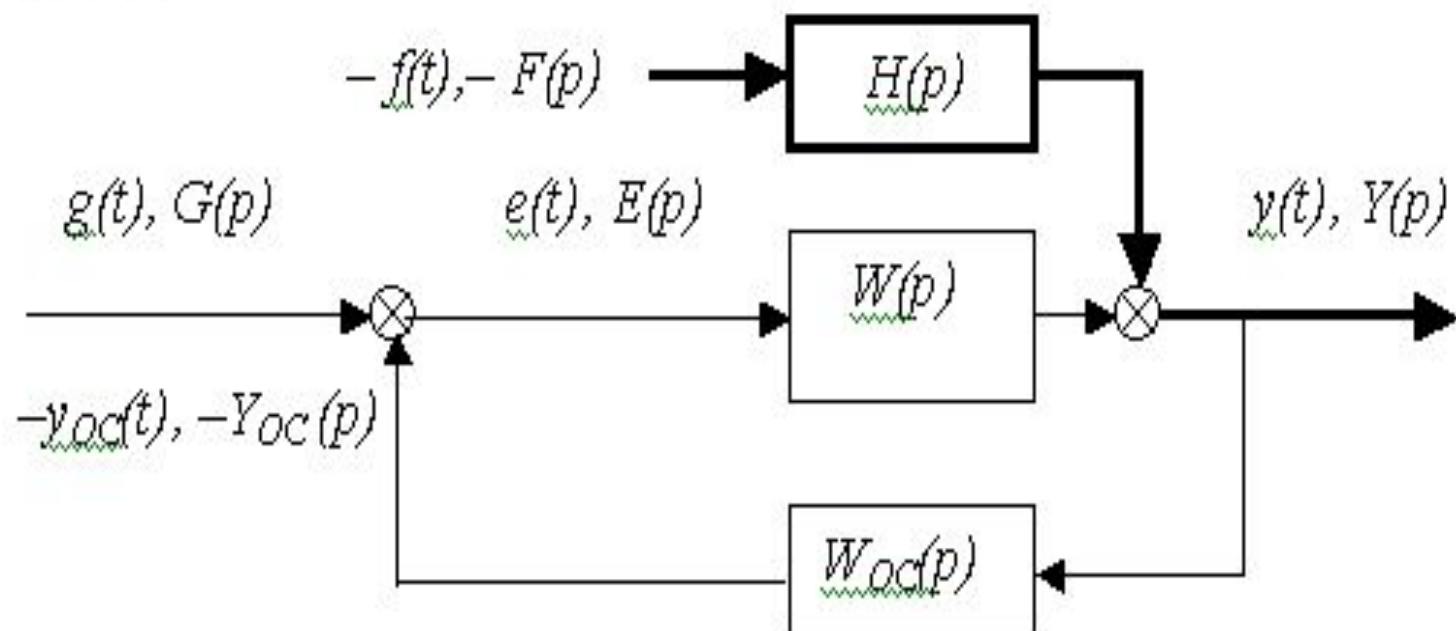 – f(t),– F(p)
H(p)
g(t), G(p)
e(t), E(p)
y(t), Y(p)
W(p)
–yOC(t), –YOC(p)
WOC(p)